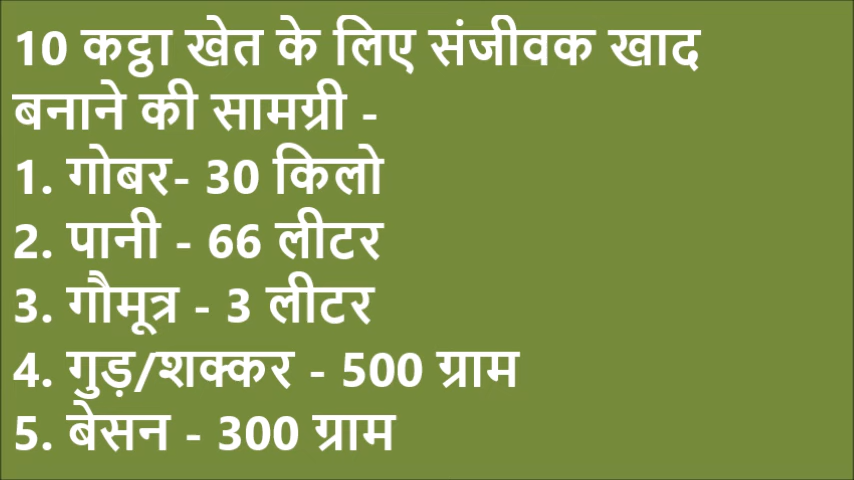 10 कट्ठा खेत के लिए संजीवक खाद
बनाने की सामग्री -
1. गोबर- 30 किलो
2. पानी - 66 लीटर
3. गौमूत्र - 3 लीटर
4. गुड़/शक्कर - 500 ग्राम
5. बेसन - 300 ग्राम